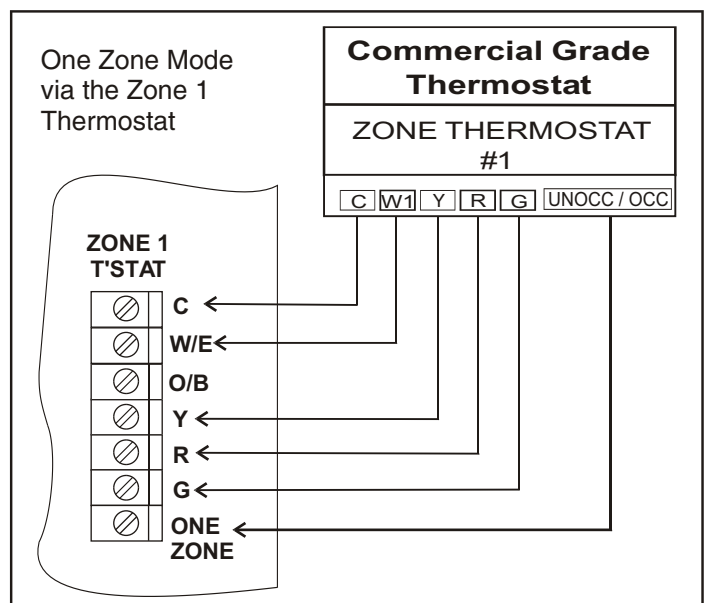 One Zone Mode
via the Zone 1
Thermostat
Commercial Grade
Thermostat
ZONE THERMOSTAT
#1
C W1 Y R G UNOCC / OCC
ZONE 1
T'STAT
C
W/E
O/B
Y
R
G
ONE
ZONE